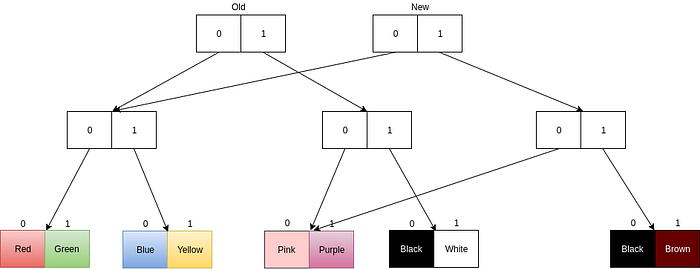 Old New
0 1 0 1
0 1 0 1 0 1
0 1 0 1 0 1 0 1 0 1
Red Green Blue Yellow Pink Purple Black White Black Brown